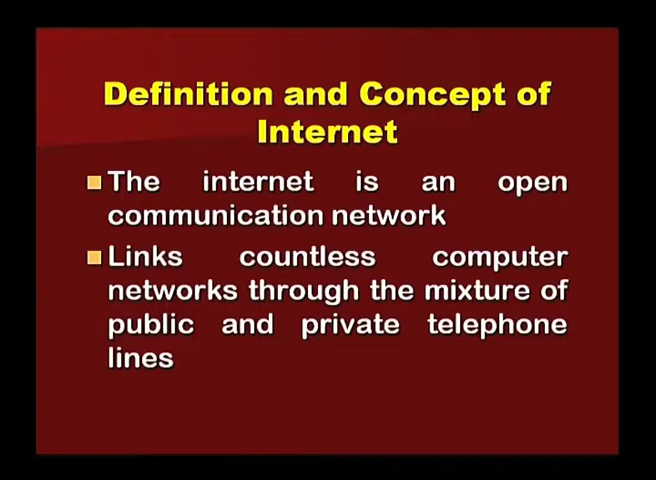 Definition and Concept of
Internet
The internet is an open
communication network
Links countless computer
networks through the mixture of
public and private telephone
lines